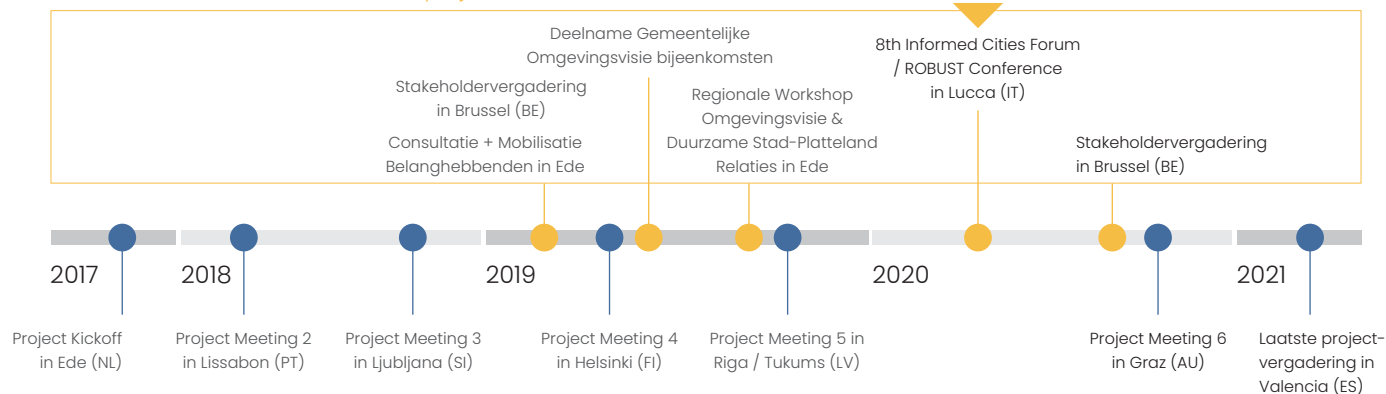 Deelname Gemeentelijke
Omgevingsvisie bijeenkomsten
8th Informed Cities Forum
/ ROBUST Conference
in Lucca (IT)
Stakeholdervergadering
in Brussel (BE)
Regionale Workshop
Omgevingsvisie &
Duurzame Stad-Platteland
Relaties in Ede
Consultatie + Mobilisatie
Belanghebbenden in Ede
Stakeholdervergadering
in Brussel (BE)
2017
2018
2019
2020
2021
Project Kickoff
in Ede (NL)
Project Meeting 2
in Lissabon (PT)
Project Meeting 3
in Ljubljana (SI)
Project Meeting 4
in Helsinki (FI)
Project Meeting 5 in
Riga / Tukums (LV)
Project Meeting 6
in Graz (AU)
Laatste project-
vergadering in
Valencia (ES)